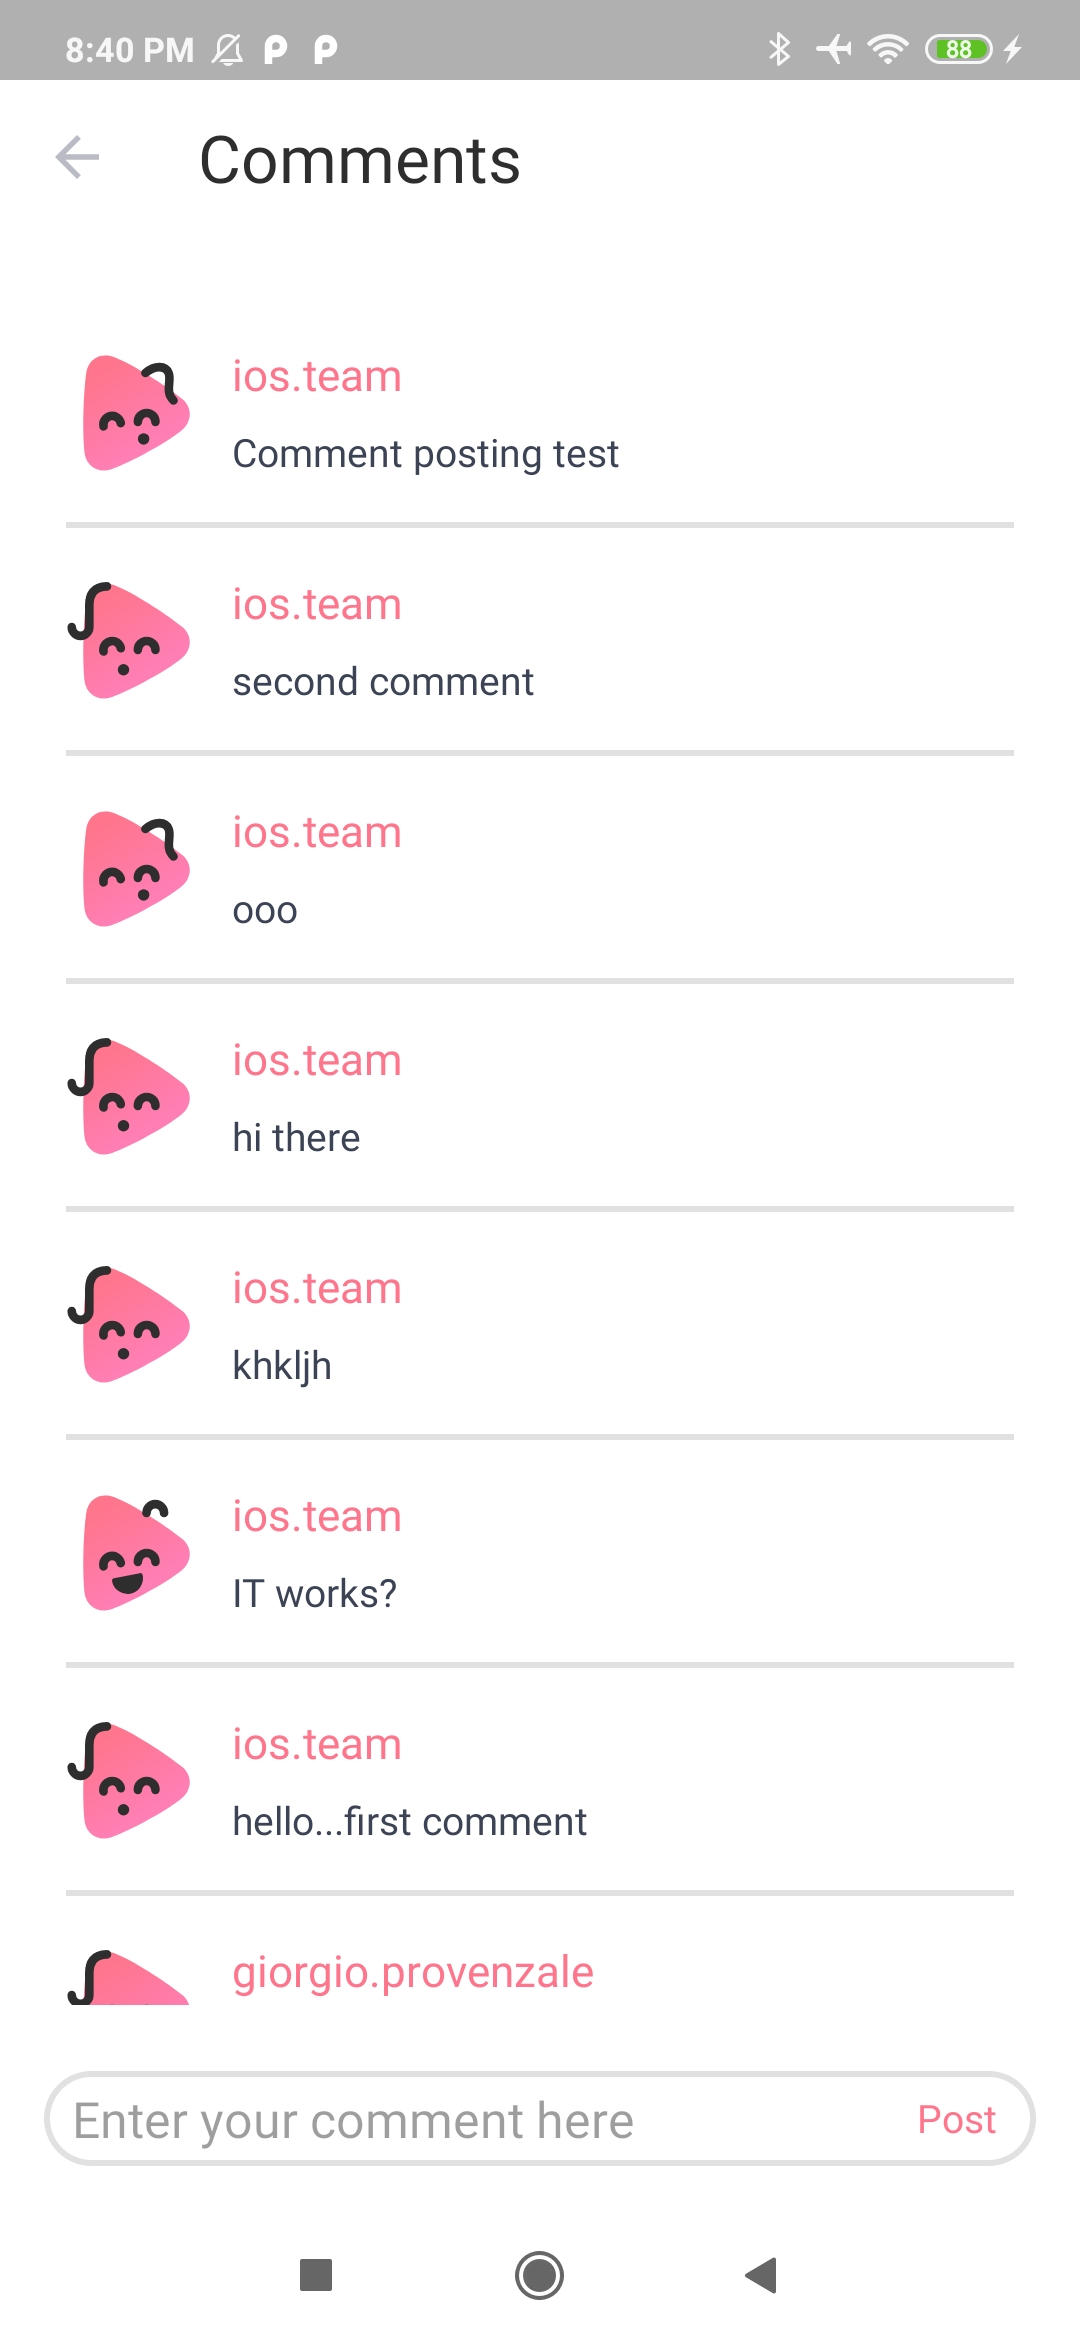 8:40 PM
88
Comments
ios.team
Comment posting test
ios.team
second comment
ios.team
ooo
ios.team
hi there
ios.team
khkljh
ios.team
IT works?
ios.team
hello...first comment
giorgio.provenzale
Enter your comment here
Post